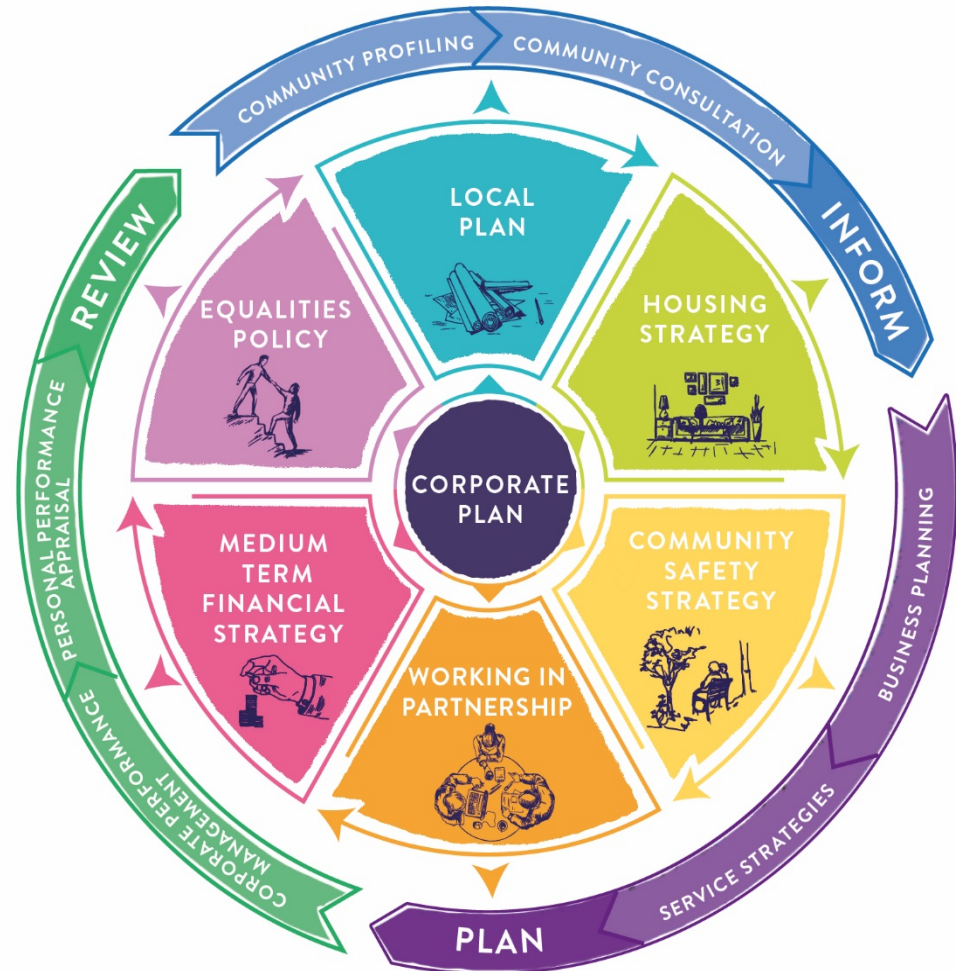 COMMUNITY PROFILING
COMMUNITY CONSULTATION
INFORM
BUSINESS PLANNING
SERVICE STRATEGIES
PLAN
CORPORATE PERFORMANCE
MANAGEMENT
PERSONAL PERFORMANCE
APPRAISAL
REVIEW
LOCAL
PLAN
HOUSING
STRATEGY
COMMUNITY
SAFETY
STRATEGY
WORKING IN
PARTNERSHIP
MEDIUM
TERM
FINANCIAL
STRATEGY
EQUALITIES
POLICY
CORPORATE
PLAN